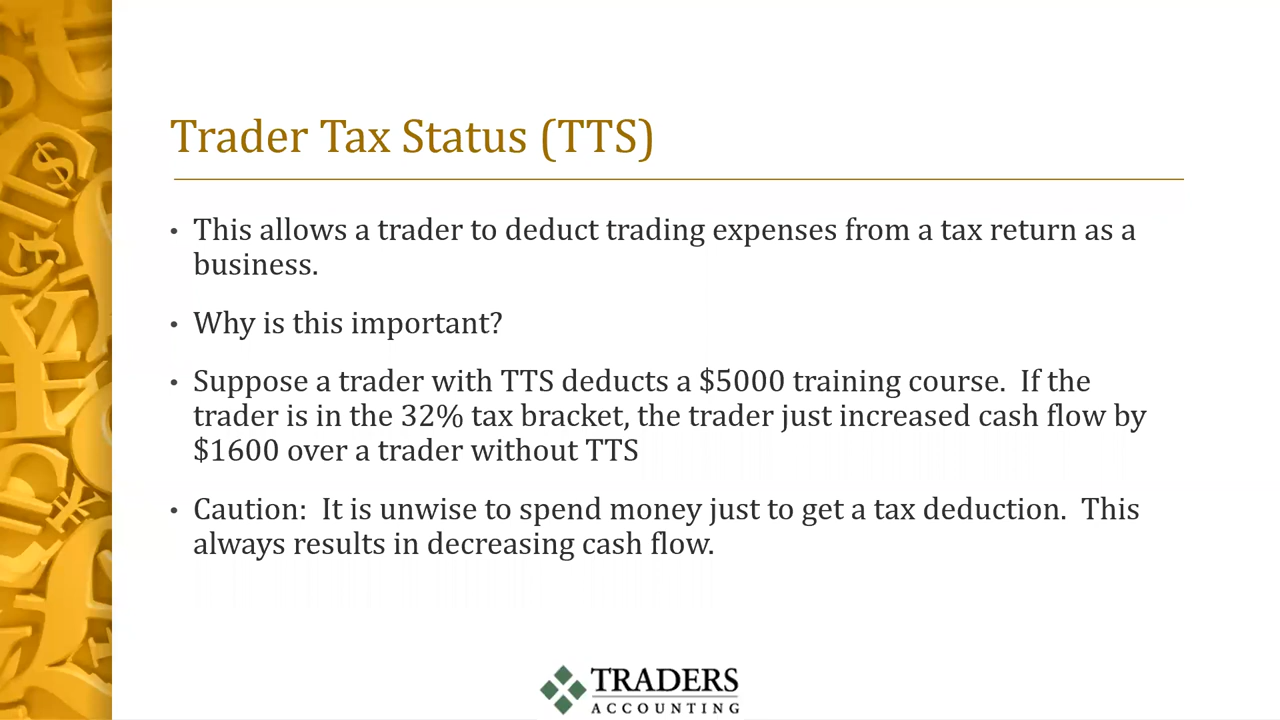 Trader Tax Status (TTS)
• This allows a trader to deduct trading expenses from a tax return as a
business.
• Why is this important?
• Suppose a trader with TTS deducts a $5000 training course.  If the
trader is in the 32% tax bracket, the trader just increased cash flow by
$1600 over a trader without TTS
• Caution:  It is unwise to spend money just to get a tax deduction.  This
always results in decreasing cash flow.
TRADERS
ACCOUNTING